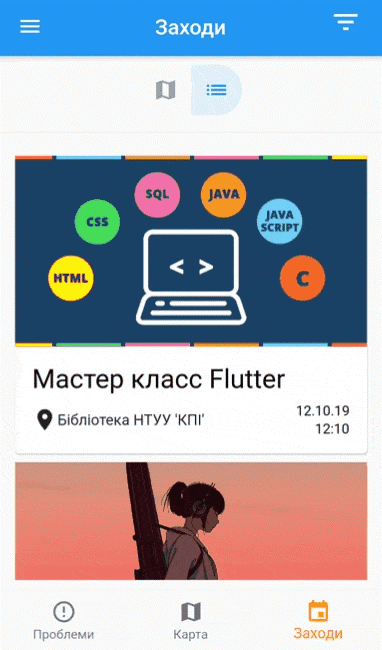 Заходи
SQL
JAVA
CSS
JAVA
SCRIPT
HTML
< >
C
Мастер класс Flutter
Бібліотека НТУУ 'КПІ'
12.10.19
12:10
Проблеми
Карта
Заходи